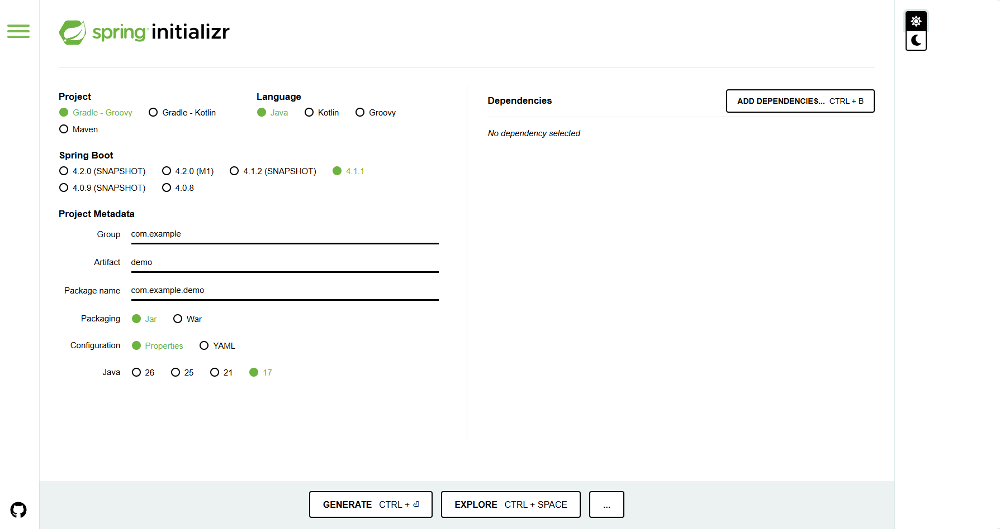 spring initializr
Project
Gradle - Groovy Gradle - Kotlin
Maven
Language
Java Kotlin Groovy
Spring Boot
4.2.0 (SNAPSHOT) 4.2.0 (M1) 4.1.2 (SNAPSHOT) 4.1.1
4.0.9 (SNAPSHOT) 4.0.8
Project Metadata
Group com.example
Artifact demo
Package name com.example.demo
Packaging Jar War
Configuration Properties YAML
Java 26 25 21 17
Dependencies ADD DEPENDENCIES... CTRL + B
No dependency selected
GENERATE CTRL + ⏎ EXPLORE CTRL + SPACE ...